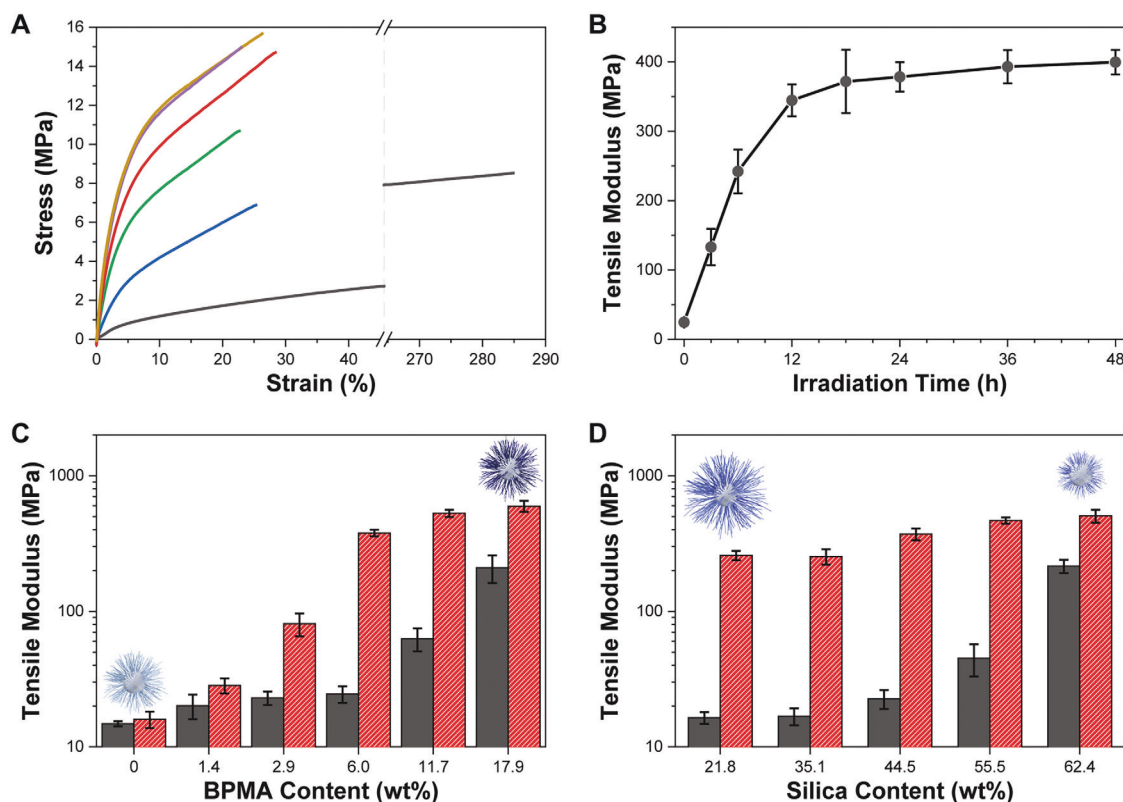 A
Stress (MPa)
16
14
12
10
8
6
4
2
0
0 10 20 30 40 270 280 290
Strain (%)
B
Tensile Modulus (MPa)
400
300
200
100
0
0 12 24 36 48
Irradiation Time (h)
C
Tensile Modulus (MPa)
1000
100
10
0 1.4 2.9 6.0 11.7 17.9
BPMA Content (wt%)
D
Tensile Modulus (MPa)
1000
100
10
21.8 35.1 44.5 55.5 62.4
Silica Content (wt%)